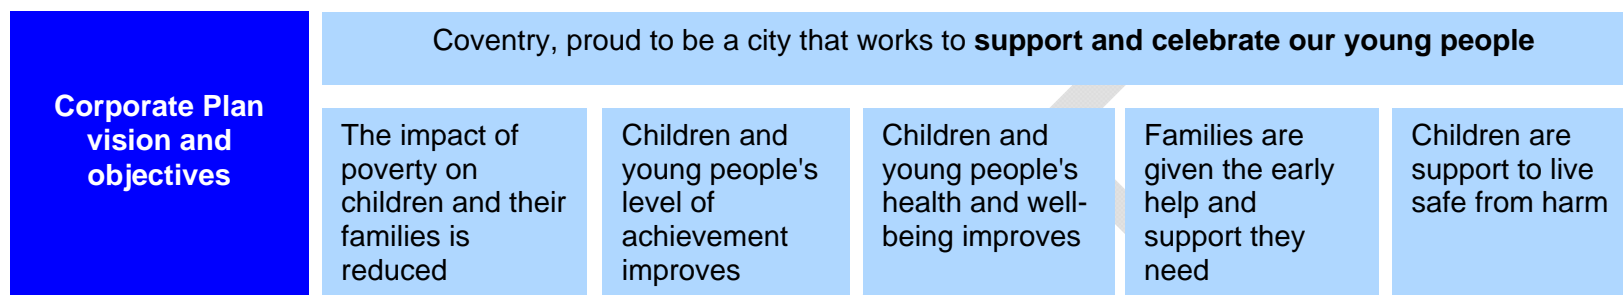 Corporate Plan
vision and
objectives
Coventry, proud to be a city that works to support and celebrate our young people
The impact of
poverty on
children and their
families is
reduced
Children and
young people's
level of
achievement
improves
Children and
young people's
health and well-
being improves
Families are
given the early
help and
support they
need
Children are
support to live
safe from harm